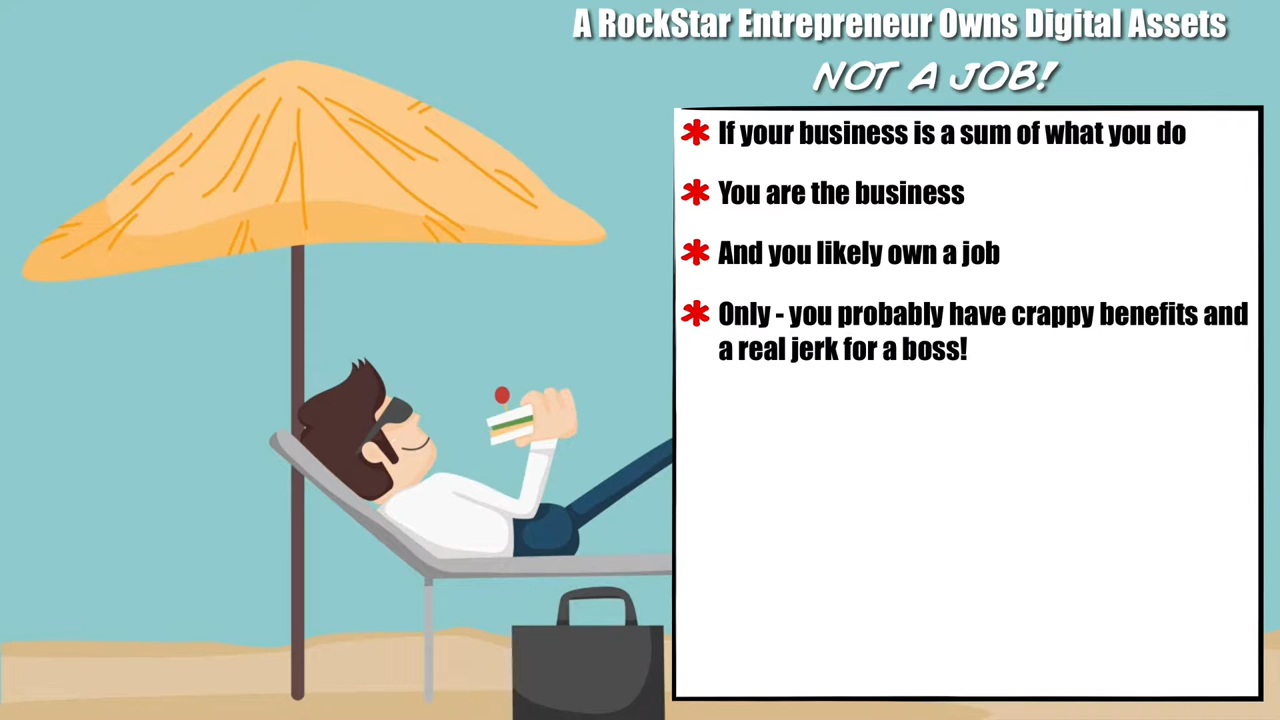 A RockStar Entrepreneur Owns Digital Assets
NOT A JOB!
* If your business is a sum of what you do
* You are the business
* And you likely own a job
* Only - you probably have crappy benefits and
a real jerk for a boss!